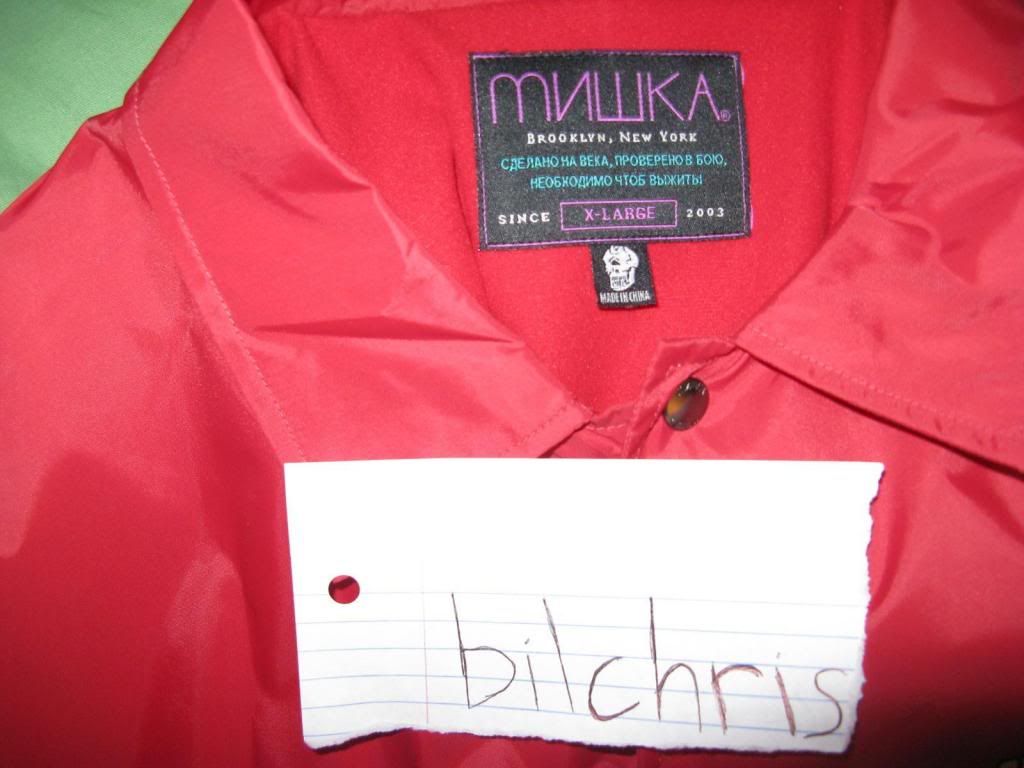 МИШКА®
BROOKLYN, NEW YORK
СДЕЛАНО НА ВЕКА, ПРОВЕРЕНО В БОЮ,
НЕОБХОДИМО ЧТОБ ВЫЖИТЬ!
SINCE X-LARGE 2003
MADE IN CHINA
bilchris